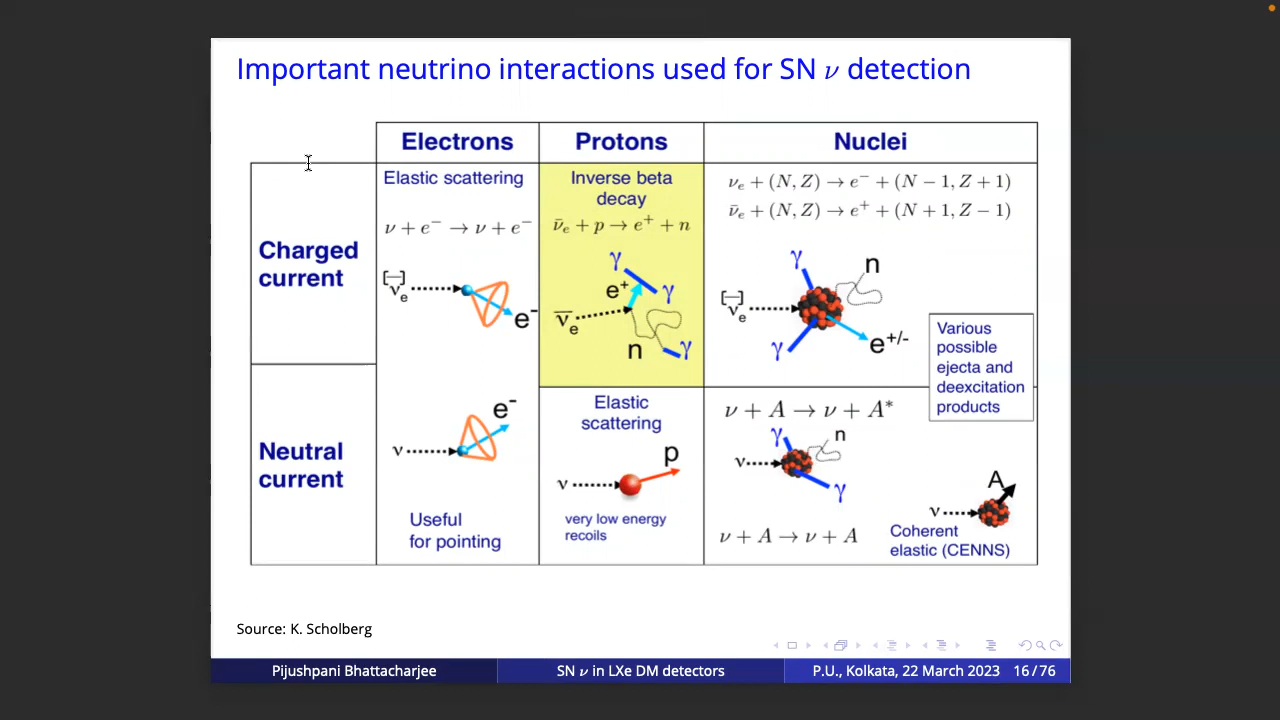 Important neutrino interactions used for SN ν detection
Electrons
Protons
Nuclei
Charged
current
Elastic scattering
ν + e⁻ → ν + e⁻
[—]
νₑ
e⁻
Inverse beta
decay
ν̄ₑ + p → e⁺ + n
γ
e⁺
γ
ν̄ₑ
n
γ
νₑ + (N, Z) → e⁻ + (N − 1, Z + 1)
ν̄ₑ + (N, Z) → e⁺ + (N + 1, Z − 1)
γ
n
[—]
νₑ
γ
e⁺/⁻
Various
possible
ejecta and
deexcitation
products
Neutral
current
e⁻
ν
Useful
for pointing
Elastic
scattering
p
ν
very low energy
recoils
ν + A → ν + A*
γ
n
ν
γ
ν + A → ν + A
A
ν
Coherent
elastic (CENNS)
Source: K. Scholberg
Pijushpani Bhattacharjee
SN ν in LXe DM detectors
P.U., Kolkata, 22 March 2023 16 / 76